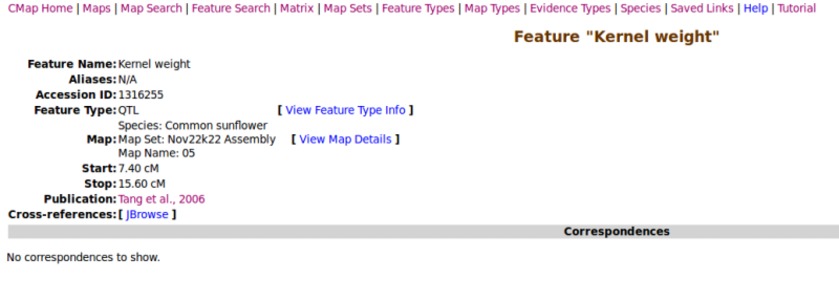 CMap Home | Maps | Map Search | Feature Search | Matrix | Map Sets | Feature Types | Map Types | Evidence Types | Species | Saved Links | Help | Tutorial
Feature "Kernel weight"
Feature Name: Kernel weight
Aliases: N/A
Accession ID: 1316255
Feature Type: QTL [ View Feature Type Info ]
Species: Common sunflower
Map: Map Set: Nov22k22 Assembly [ View Map Details ]
Map Name: 05
Start: 7.40 cM
Stop: 15.60 cM
Publication: Tang et al., 2006
Cross-references: [ JBrowse ]
Correspondences
No correspondences to show.